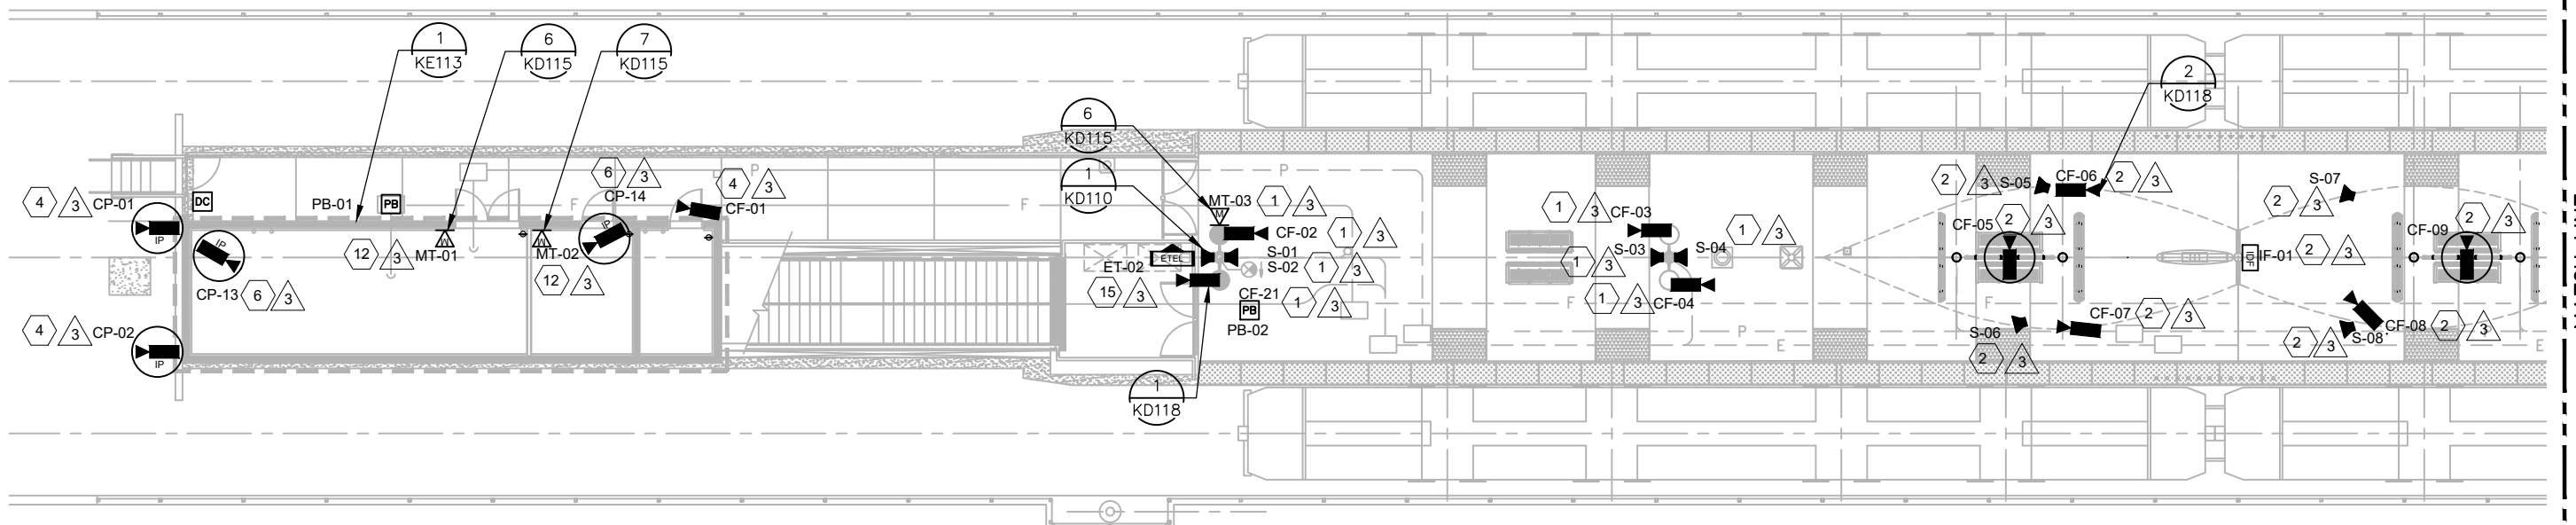 1
KE113
6
KD115
7
KD115
2
KD118
6
KD115
1
KD110
1
KD118
4
3
CP-01
IP
DC
PB-01
PB
P
F
6
3
CP-14
IP
4
3
CF-01
12
3
MT-01
M
MT-02
M
12
3
IP
CP-13
6
3
4
3
CP-02
IP
MT-03
M
1
3
CF-02
1
3
S-01
S-02
1
3
ET-02
ETEL
15
3
CF-21
1
3
PB
PB-02
F
P
1
3
CF-03
1
3
S-03
S-04
1
3
1
3
CF-04
F
P
E
2
3
S-05
CF-06
2
3
CF-05
2
3
S-06
2
3
CF-07
2
3
F
S-07
2
3
IDF
IF-01
2
3
CF-09
2
3
S-08
2
3
CF-08
2
3
E